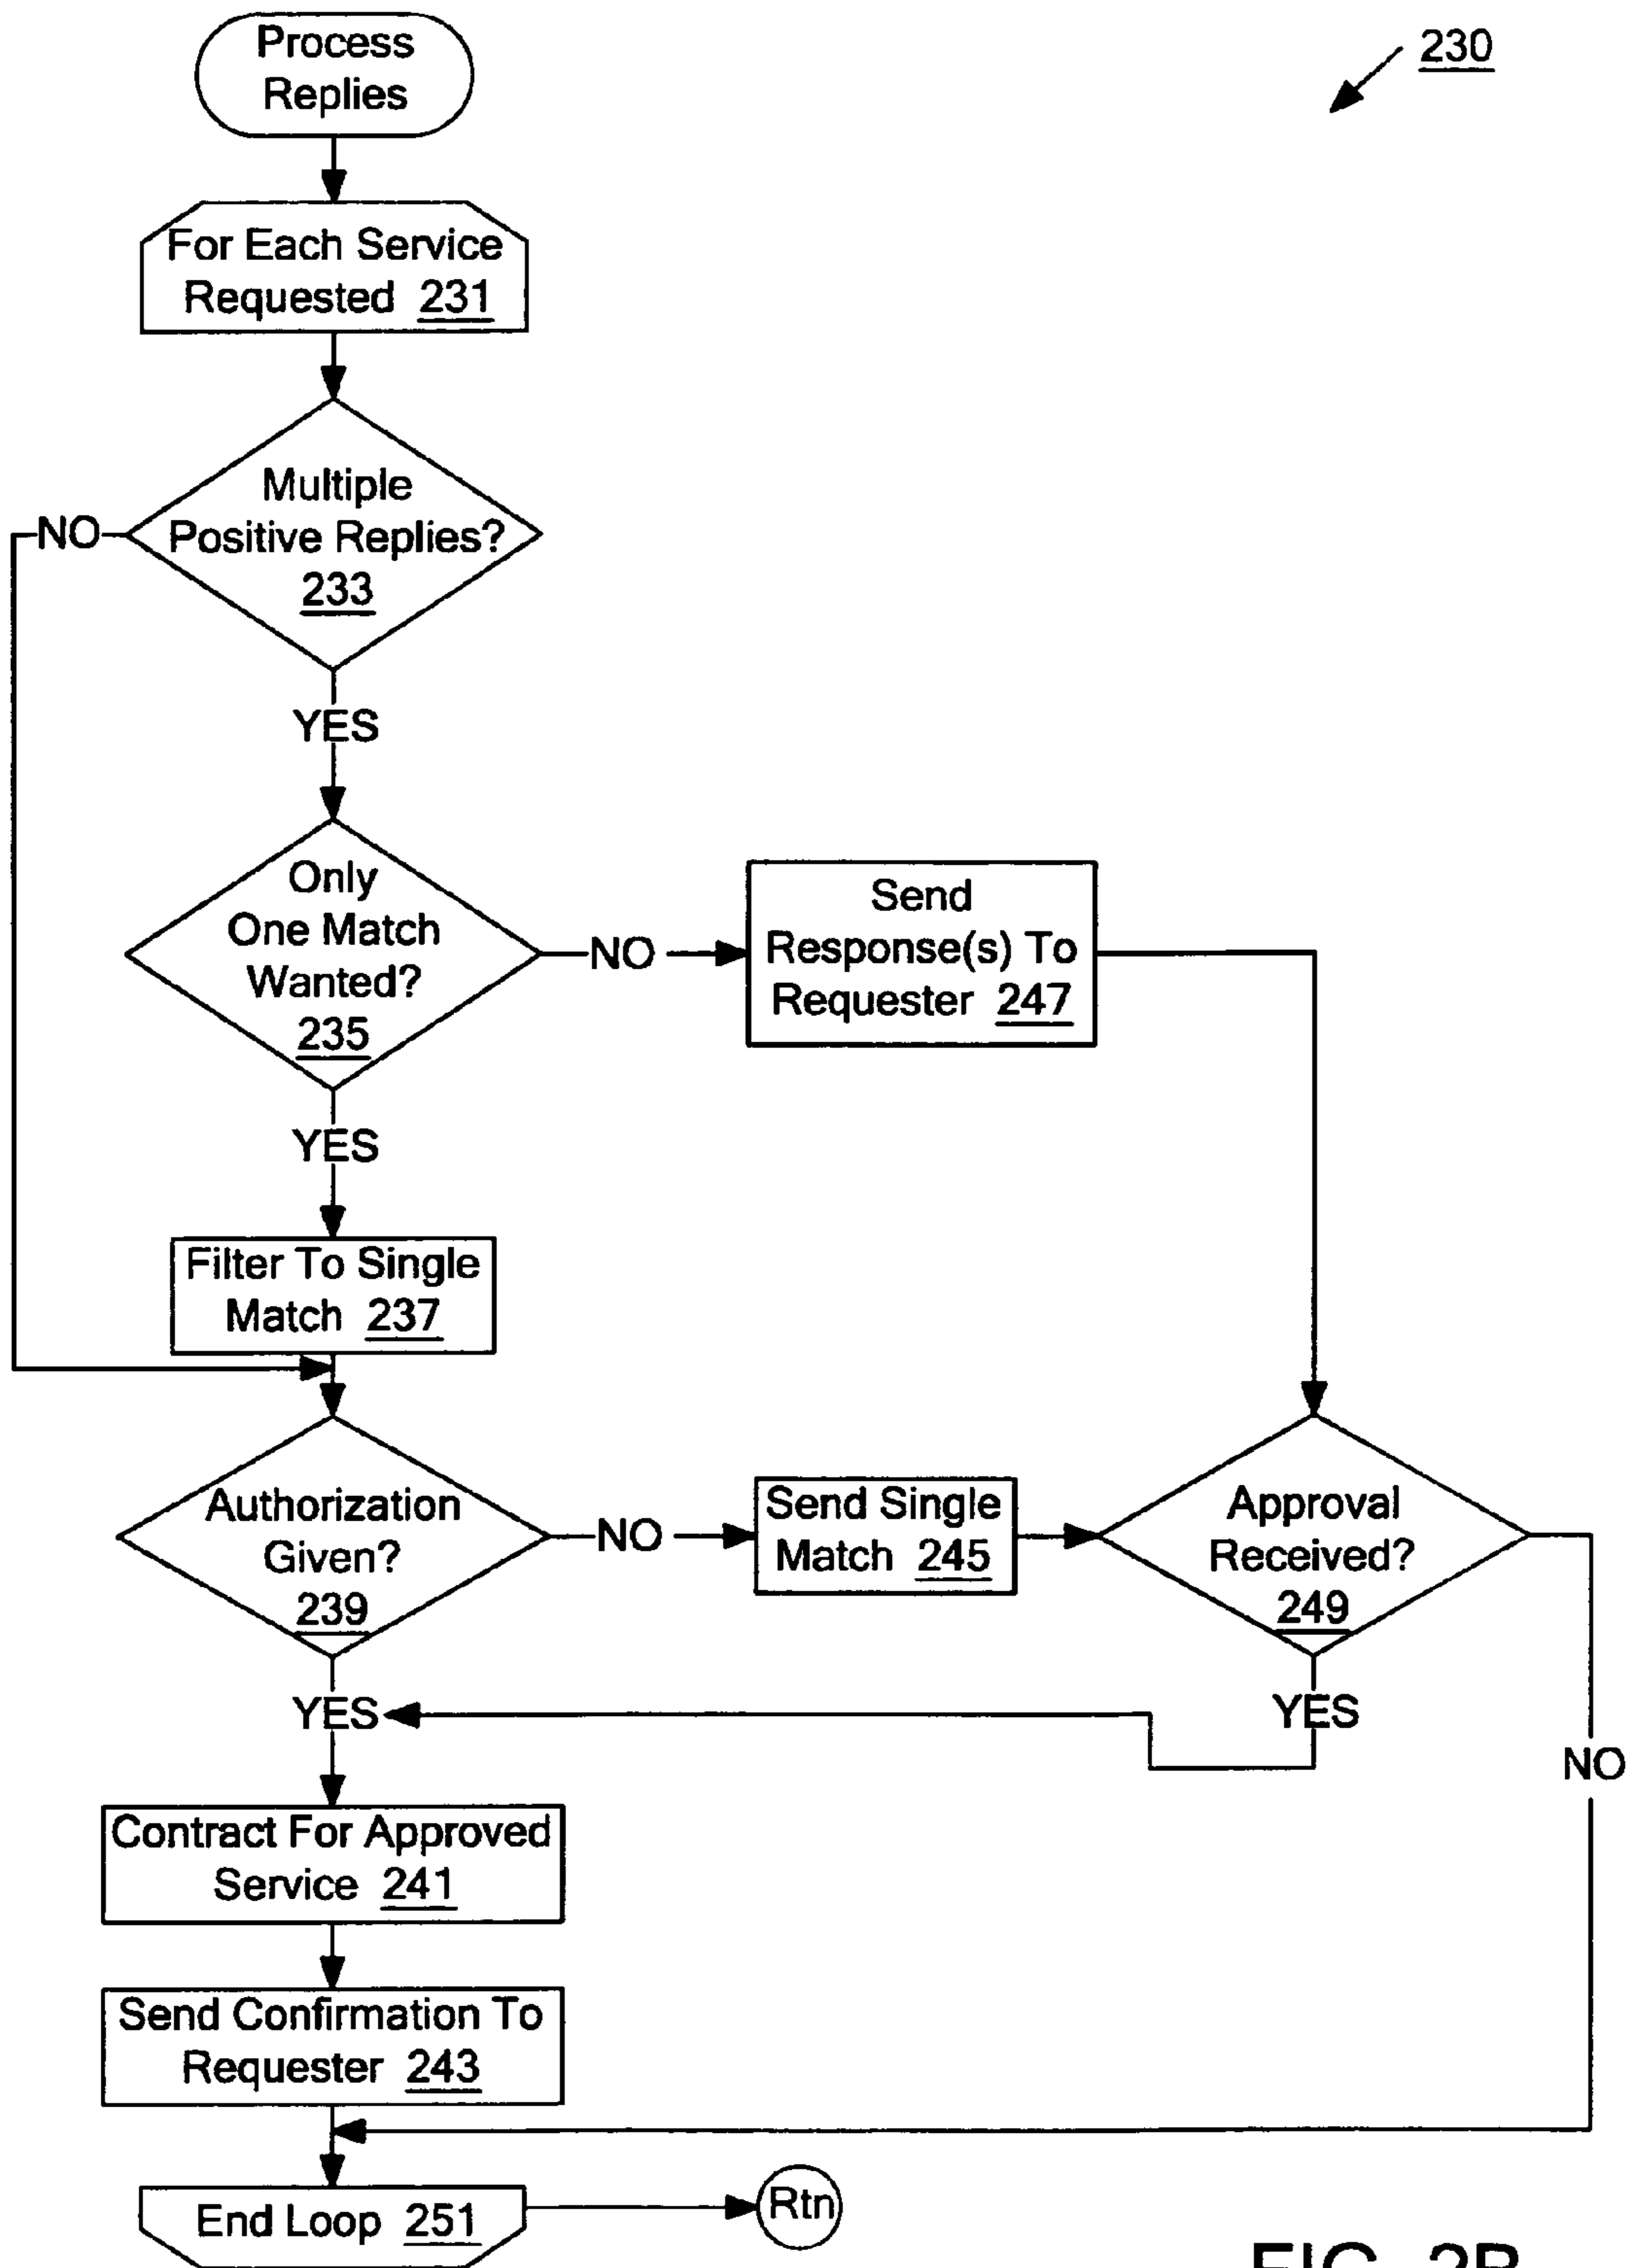 Process
Replies
230
For Each Service
Requested 231
Multiple
Positive Replies?
233
NO
YES
Only
One Match
Wanted?
235
NO
Send
Response(s) To
Requester 247
YES
Filter To Single
Match 237
Authorization
Given?
239
NO
Send Single
Match 245
Approval
Received?
249
YES
YES
NO
Contract For Approved
Service 241
Send Confirmation To
Requester 243
End Loop 251
Rtn
FIG. 2B